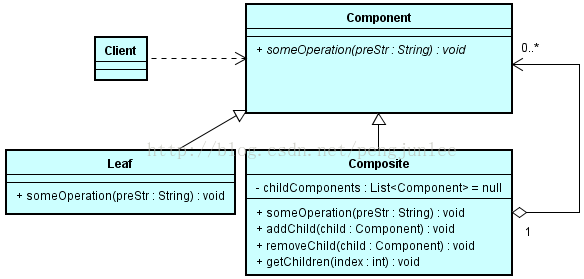 Component
Client
+ someOperation(preStr : String) : void
0..*
http://blog.csdn.net/pengjunlee
Leaf
+ someOperation(preStr : String) : void
Composite
- childComponents : List<Component> = null
+ someOperation(preStr : String) : void
+ addChild(child : Component) : void
+ removeChild(child : Component) : void
+ getChildren(index : int) : void
1